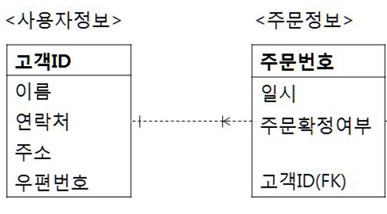 <사용자정보>
고객ID
이름
연락처
주소
우편번호
<주문정보>
주문번호
일시
주문확정여부
고객ID(FK)